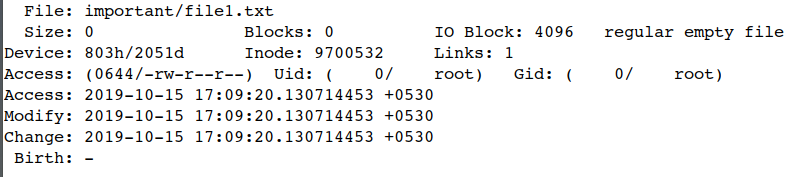 File: important/file1.txt
Size: 0 Blocks: 0 IO Block: 4096 regular empty file
Device: 803h/2051d Inode: 9700532 Links: 1
Access: (0644/-rw-r--r--) Uid: ( 0/ root) Gid: ( 0/ root)
Access: 2019-10-15 17:09:20.130714453 +0530
Modify: 2019-10-15 17:09:20.130714453 +0530
Change: 2019-10-15 17:09:20.130714453 +0530
Birth: -